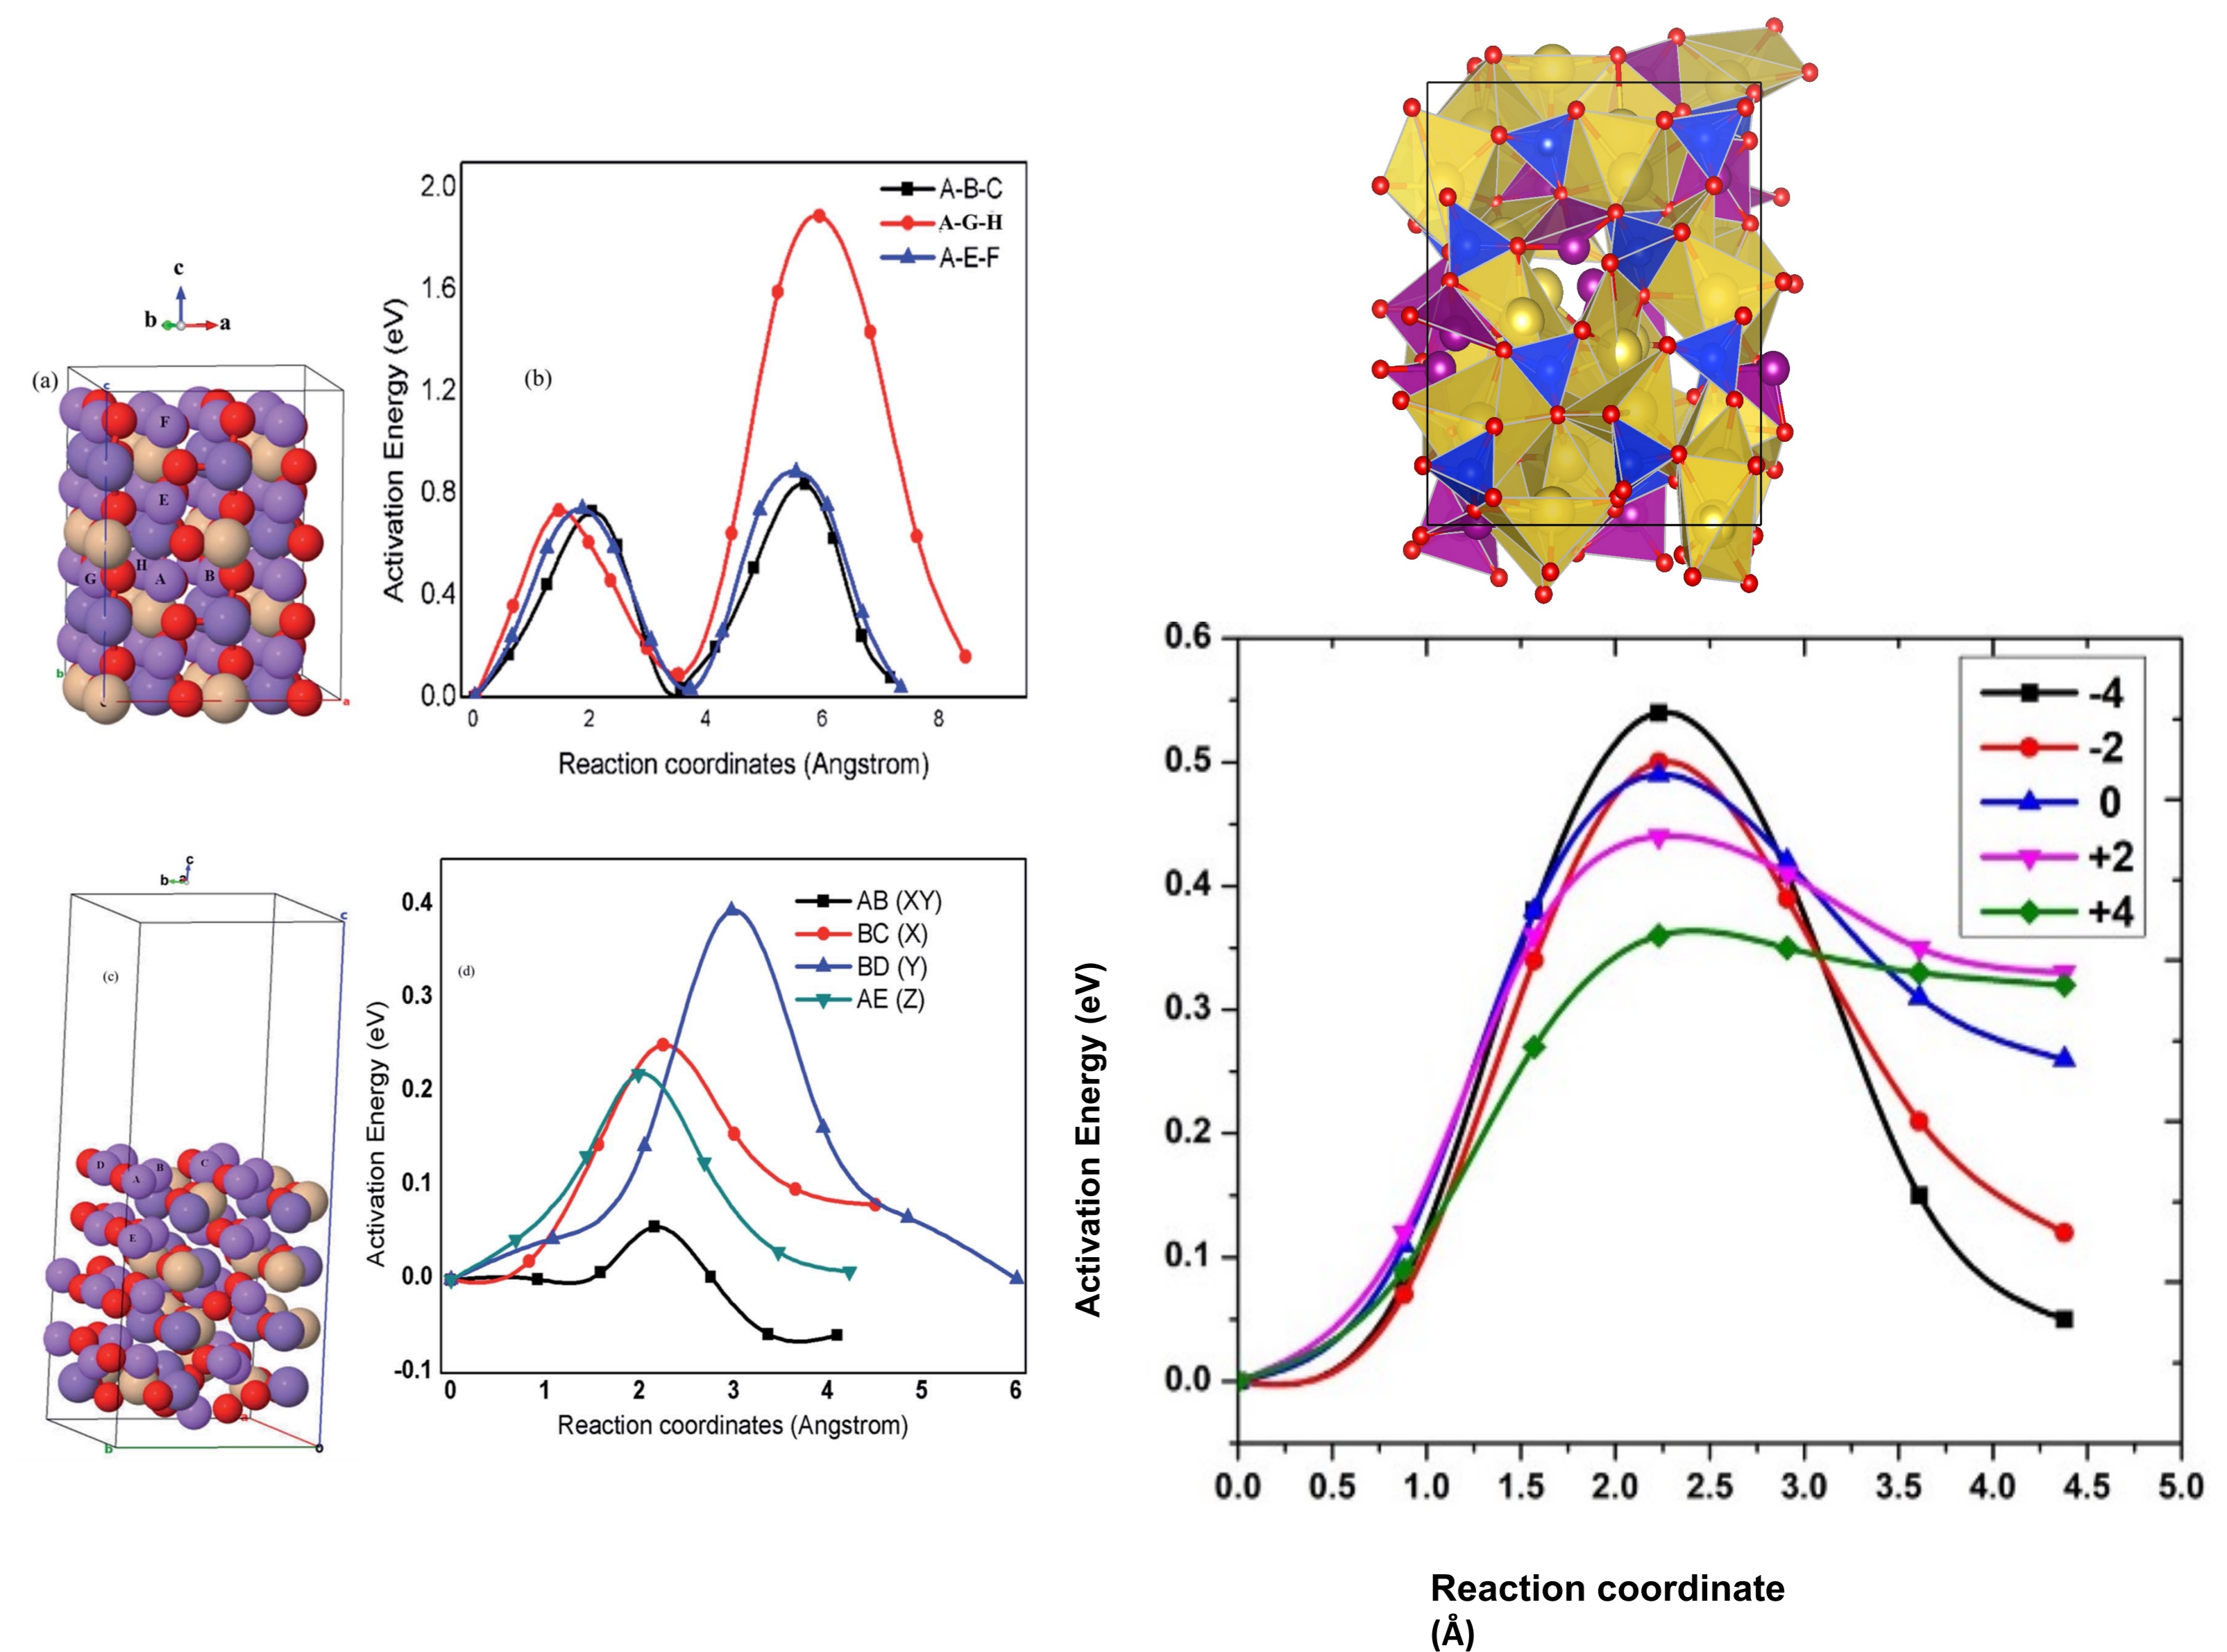 c
b
a
(a)
c
F
E
G
H
A
B
b
a
Activation Energy (eV)
2.0
1.6
1.2
0.8
0.4
0.0
(b)
A-B-C
A-G-H
A-E-F
0 2 4 6 8
Reaction coordinates (Angstrom)
c
b a
c
(c)
D
A
B
C
E
a
b
o
Activation Energy (eV)
0.4
0.3
0.2
0.1
0.0
-0.1
(d)
AB (XY)
BC (X)
BD (Y)
AE (Z)
0 1 2 3 4 5 6
Reaction coordinates (Angstrom)
Activation Energy (eV)
0.6
0.5
0.4
0.3
0.2
0.1
0.0
-4
-2
0
+2
+4
0.0 0.5 1.0 1.5 2.0 2.5 3.0 3.5 4.0 4.5 5.0
Reaction coordinate
(Å)